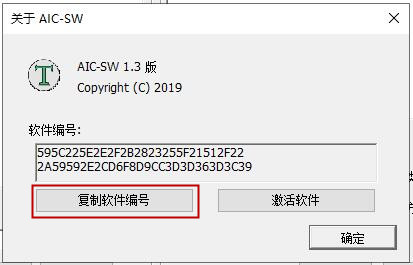 关于 AIC-SW
T
AIC-SW 1.3 版
Copyright (C) 2019
软件编号:
595C225E2E2F2B2823255F21512F22
2A59592E2CD6F8D9CC3D3D363D3C39
复制软件编号
激活软件
确定